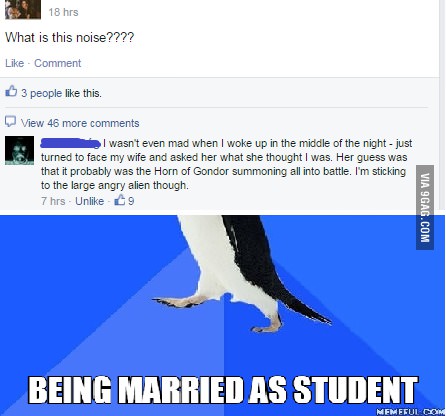 18 hrs
What is this noise????
Like · Comment
3 people like this.
View 46 more comments
I wasn't even mad when I woke up in the middle of the night - just
turned to face my wife and asked her what she thought I was. Her guess was
that it probably was the Horn of Gondor summoning all into battle. I'm sticking
to the large angry alien though.
7 hrs · Unlike · 9
VIA 9GAG.COM
BEING MARRIED AS STUDENT
MEMEFUL.COM